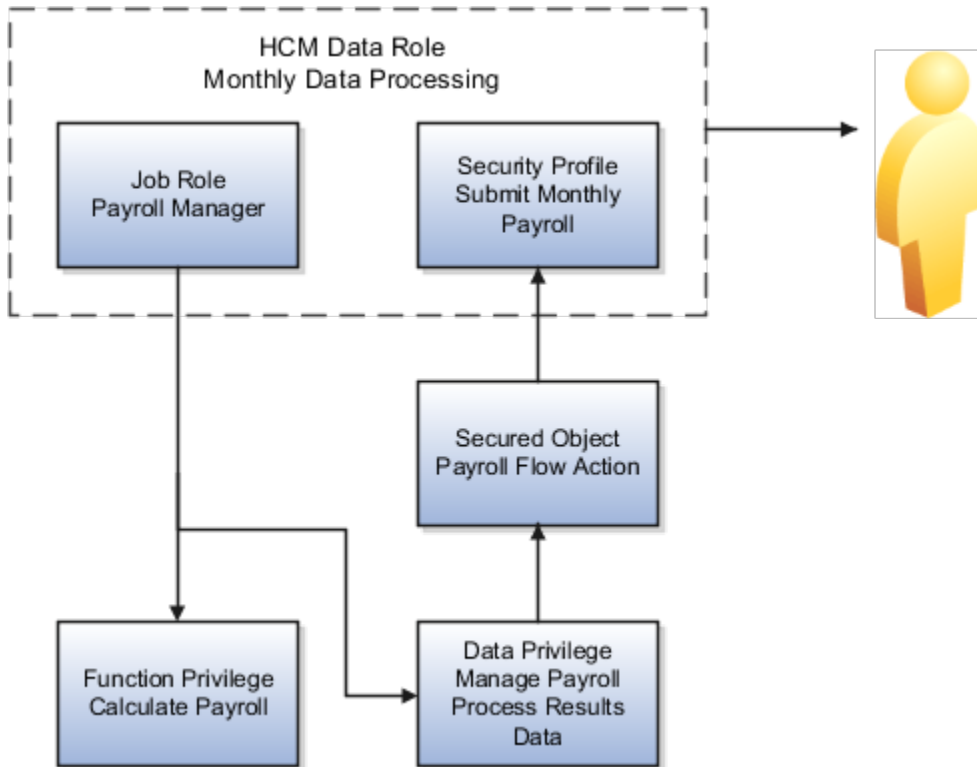 HCM Data Role
Monthly Data Processing
Job Role
Payroll Manager
Security Profile
Submit Monthly
Payroll
Secured Object
Payroll Flow Action
Function Privilege
Calculate Payroll
Data Privilege
Manage Payroll
Process Results
Data